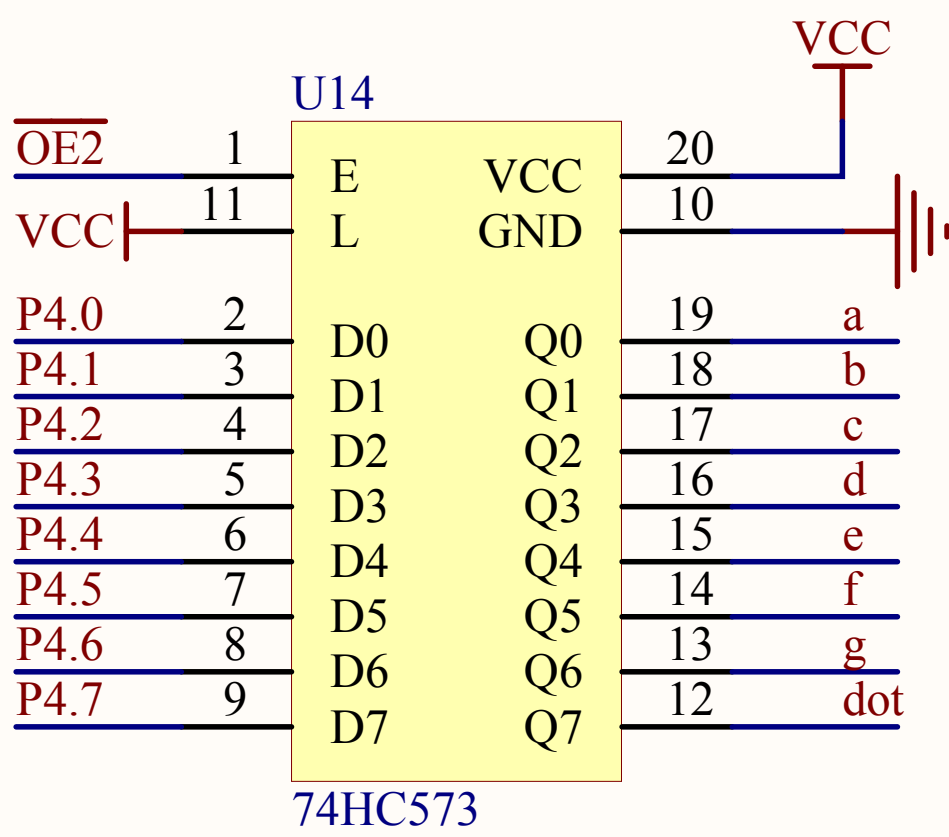 VCC
U14
OE2 1 E VCC 20
VCC 11 L GND 10
P4.0 2 D0 Q0 19 a
P4.1 3 D1 Q1 18 b
P4.2 4 D2 Q2 17 c
P4.3 5 D3 Q3 16 d
P4.4 6 D4 Q4 15 e
P4.5 7 D5 Q5 14 f
P4.6 8 D6 Q6 13 g
P4.7 9 D7 Q7 12 dot
74HC573